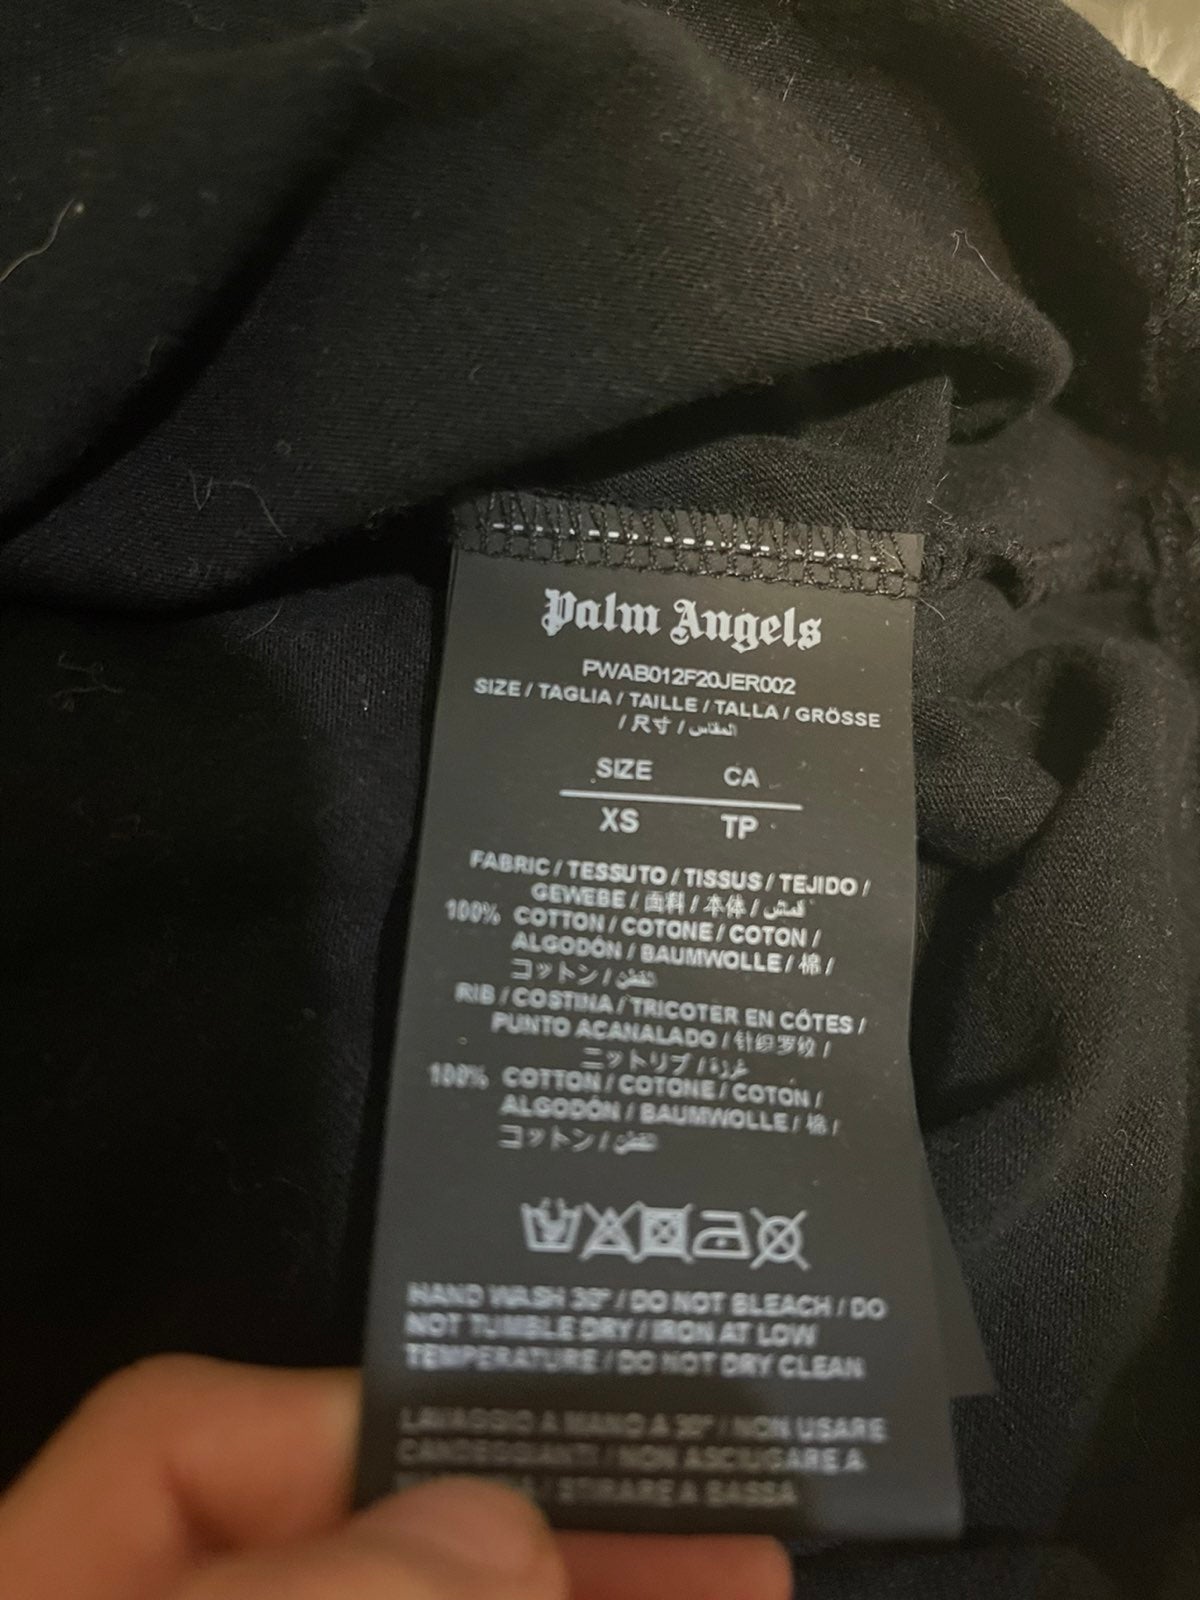 Palm Angels
PWAB012F20JER002
SIZE / TAGLIA / TAILLE / TALLA / GRÖSSE
/ 尺寸 / المقاس
SIZE CA
XS TP
FABRIC / TESSUTO / TISSUS / TEJIDO /
GEWEBE / 面料 / 本体 / قماش
100% COTTON / COTONE / COTON /
ALGODÓN / BAUMWOLLE / 棉 /
コットン / القطن
RIB / COSTINA / TRICOTER EN CÔTES /
PUNTO ACANALADO / 针织罗纹 /
ニットリブ / غرزة
100% COTTON / COTONE / COTON /
ALGODÓN / BAUMWOLLE / 棉 /
コットン / القطن
HAND WASH 30° / DO NOT BLEACH / DO
NOT TUMBLE DRY / IRON AT LOW
TEMPERATURE / DO NOT DRY CLEAN
LAVAGGIO A MANO A 30° / NON USARE
CANDEGGIANTI / NON ASCIUGARE A
/ STIRARE A BASSA